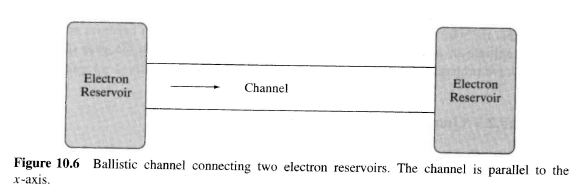 Electron
Reservoir
Channel
Electron
Reservoir
Figure 10.6 Ballistic channel connecting two electron reservoirs. The channel is parallel to the
x-axis.